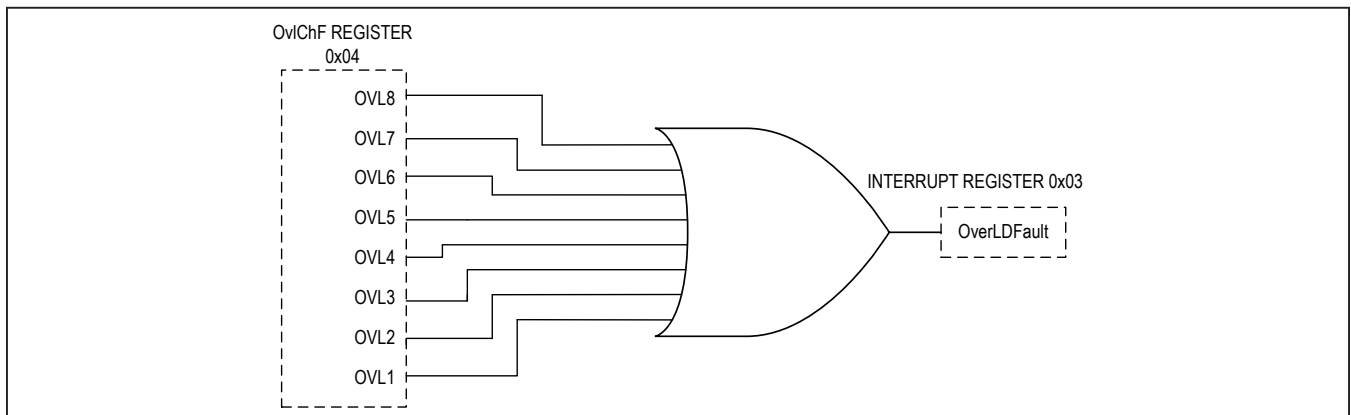 OvlChF REGISTER
0x04
OVL8
OVL7
OVL6
OVL5
OVL4
OVL3
OVL2
OVL1
INTERRUPT REGISTER 0x03
OverLDFault